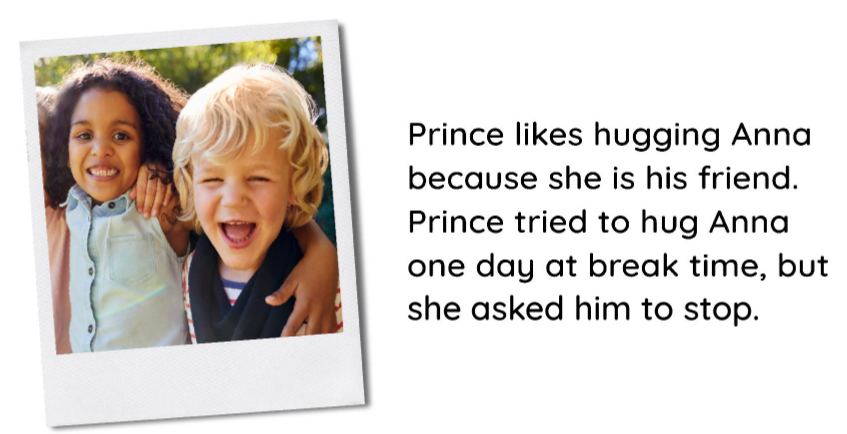 Prince likes hugging Anna
because she is his friend.
Prince tried to hug Anna
one day at break time, but
she asked him to stop.